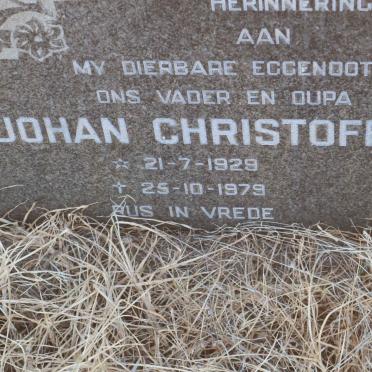 HERINNERING
AAN
MY DIERBARE EGGENOOT
ONS VADER EN OUPA
JOHAN CHRISTOFF
☆ 21-7-1929
✝ 25-10-1979
RUS IN VREDE